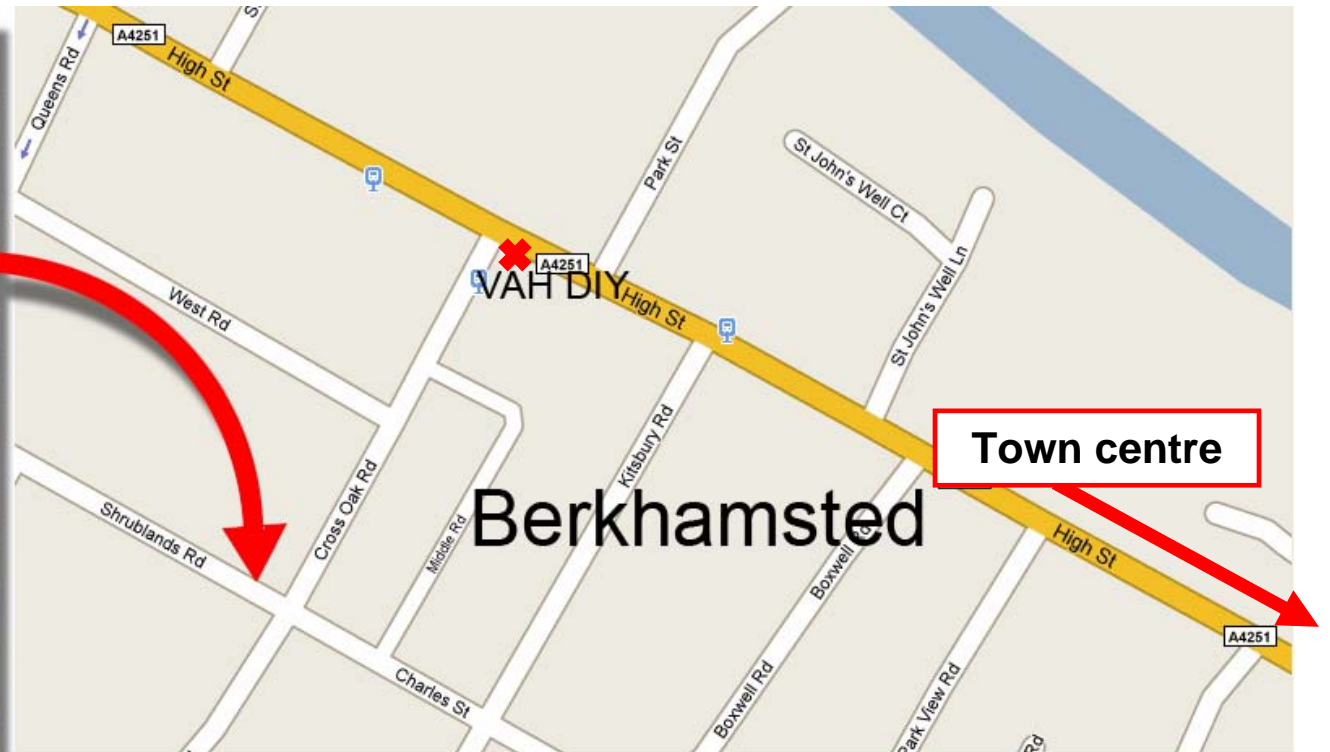 A4251
High St
Queens Rd
Park St
St John's Well Ct
A4251
VAH DIY
High St
St John's Well Ln
West Rd
Town centre
Kitsbury Rd
Cross Oak Rd
Berkhamsted
Shrublands Rd
Middle Rd
Boxwell Rd
High St
A4251
Charles St
Boxwell Rd
Park View Rd
Rd